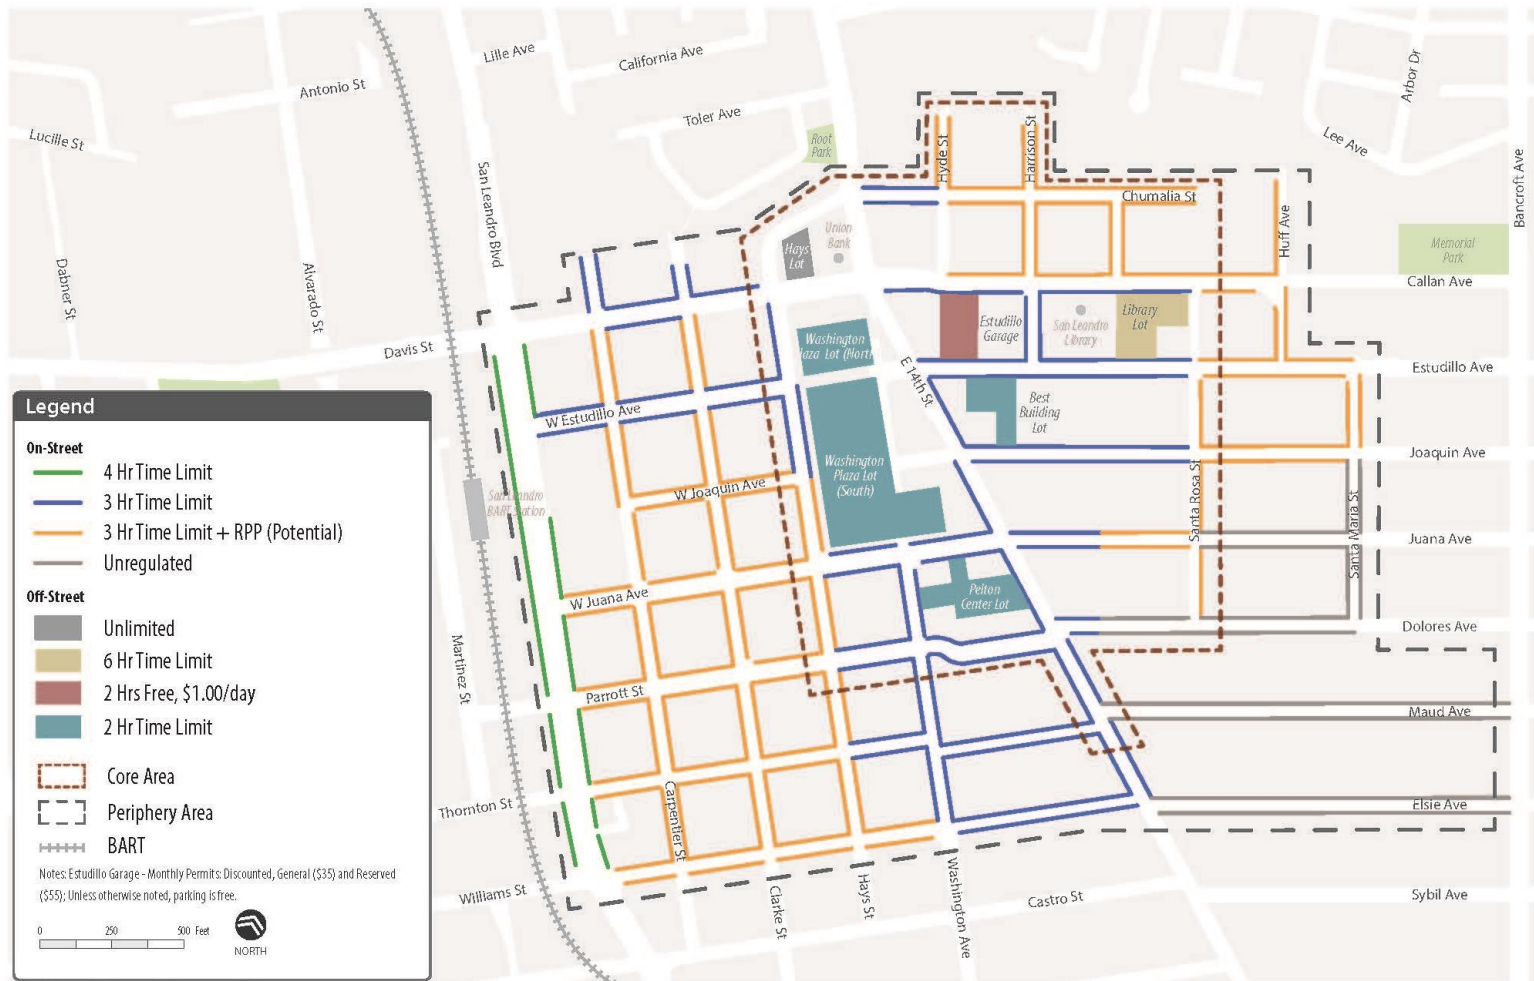 Lille Ave
California Ave
Arbor Dr
Antonio St
Toler Ave
Lucille St
Root
Park
Hyde St
Harrison St
Lee Ave
Bancroft Ave
San Leandro Blvd
Chumalia St
Huff Ave
Union
Bank
Hays
Lot
Memorial
Park
Dabner St
Alvarado St
Callan Ave
Davis St
Washington
laza Lot (North
Estudillo
Garage
San Leandro
Library
Library
Lot
E 14th St
Estudillo Ave
W Estudillo Ave
Best
Building
Lot
Joaquin Ave
Washington
Plaza Lot
(South)
W Joaquin Ave
San Leandro
BART Station
Santa Rosa St
Santa Maria St
Juana Ave
W Juana Ave
Pelton
Center Lot
Dolores Ave
Martinez St
Parrott St
Maud Ave
Thornton St
Carpentier St
Elsie Ave
Williams St
Clarke St
Hays St
Washington Ave
Castro St
Sybil Ave
Legend
On-Street
4 Hr Time Limit
3 Hr Time Limit
3 Hr Time Limit + RPP (Potential)
Unregulated
Off-Street
Unlimited
6 Hr Time Limit
2 Hrs Free, $1.00/day
2 Hr Time Limit
Core Area
Periphery Area
BART
Notes: Estudillo Garage - Monthly Permits: Discounted, General ($35) and Reserved
($55); Unless otherwise noted, parking is free.
0 250 500 Feet
NORTH